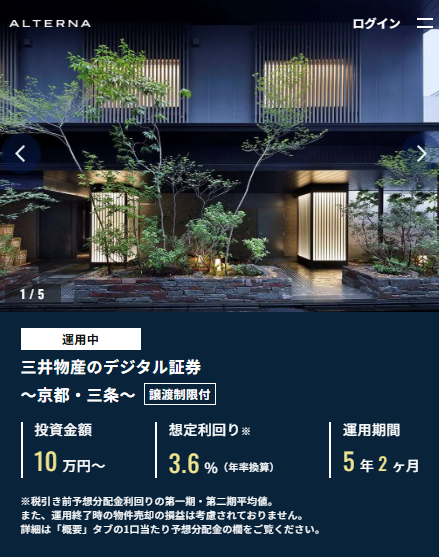 ALTERNA
ログイン
1 / 5
運用中
三井物産のデジタル証券
～京都・三条～ 譲渡制限付
投資金額 想定利回り※ 運用期間
10 万円～ 3.6 %（年率換算） 5 年 2 ヶ月
※税引き前予想分配金利回りの第一期・第二期平均値。
また、運用終了時の物件売却の損益は考慮されておりません。
詳細は「概要」タブの1口当たり予想分配金の欄をご覧ください。